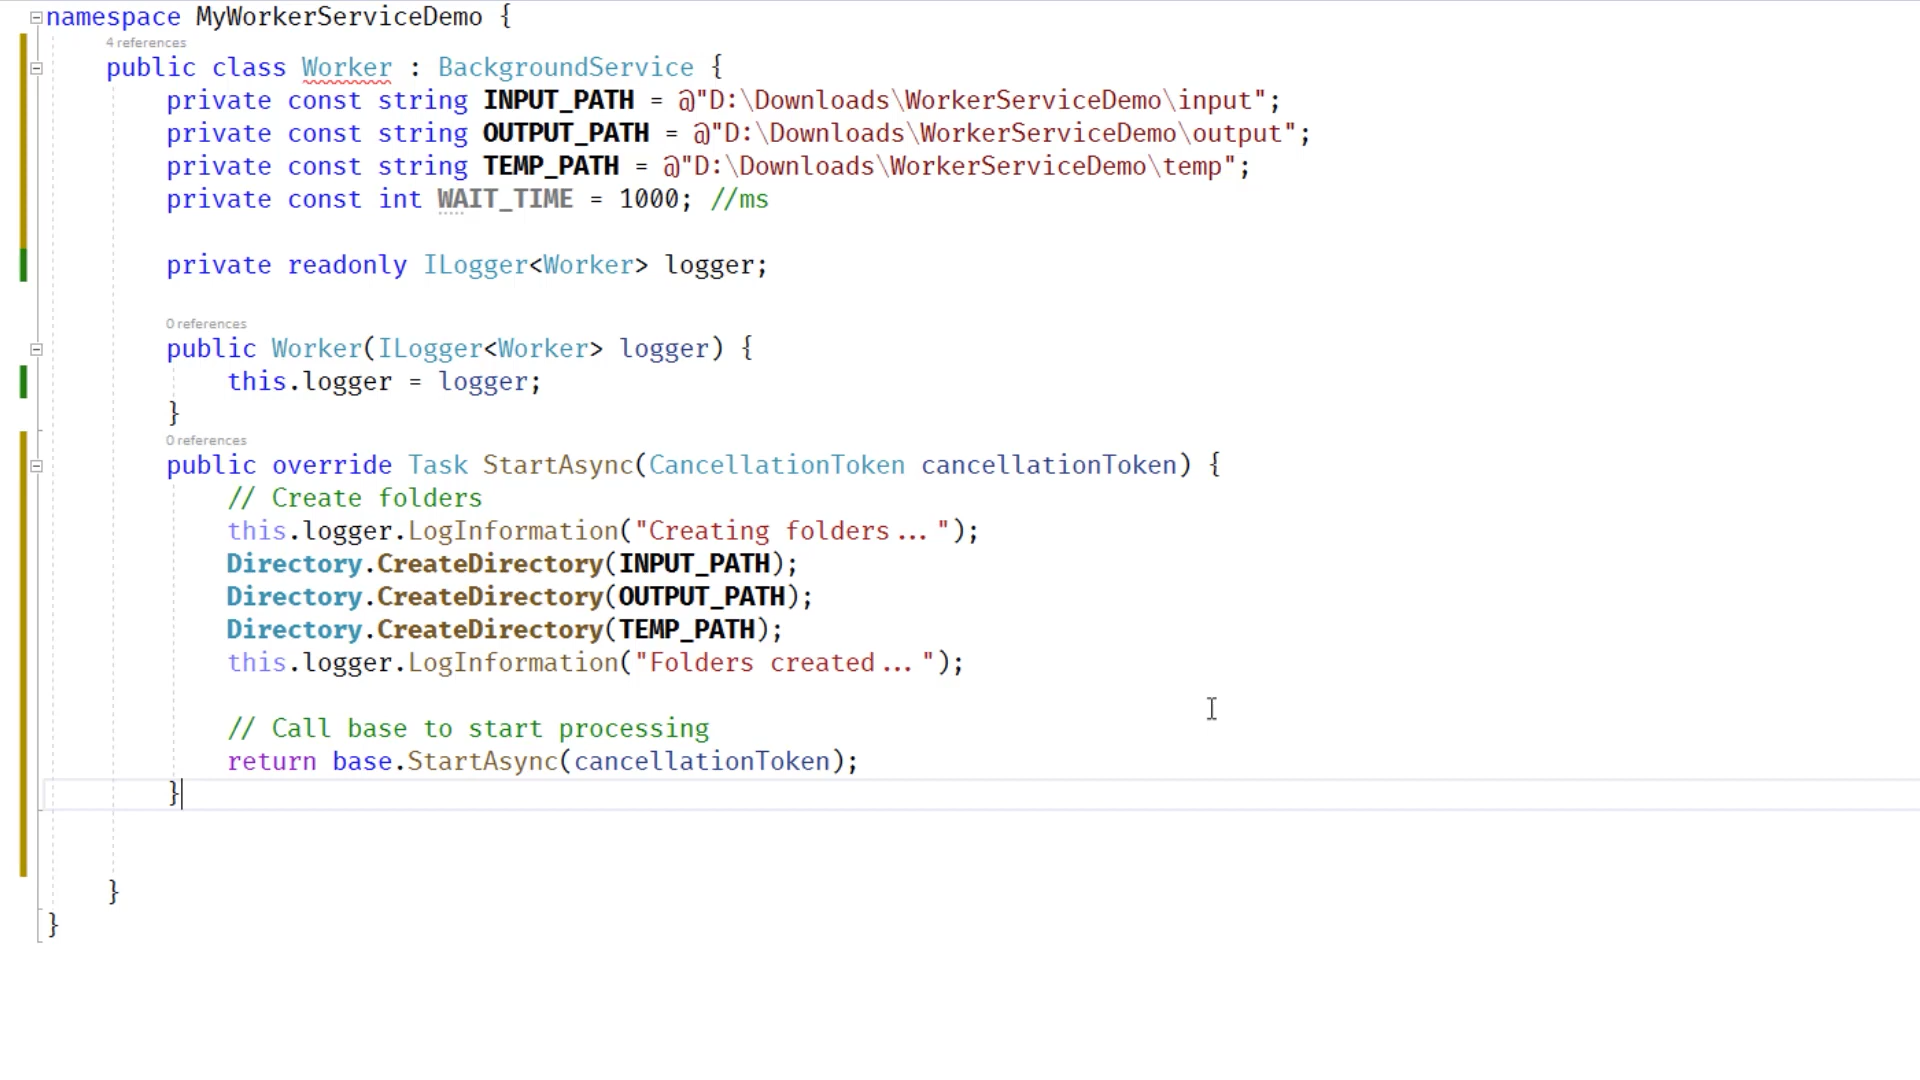 namespace MyWorkerServiceDemo {
4 references
public class Worker : BackgroundService {
private const string INPUT_PATH = @"D:\Downloads\WorkerServiceDemo\input";
private const string OUTPUT_PATH = @"D:\Downloads\WorkerServiceDemo\output";
private const string TEMP_PATH = @"D:\Downloads\WorkerServiceDemo\temp";
private const int WAIT_TIME = 1000; //ms
private readonly ILogger<Worker> logger;
0 references
public Worker(ILogger<Worker> logger) {
this.logger = logger;
}
0 references
public override Task StartAsync(CancellationToken cancellationToken) {
// Create folders
this.logger.LogInformation("Creating folders...");
Directory.CreateDirectory(INPUT_PATH);
Directory.CreateDirectory(OUTPUT_PATH);
Directory.CreateDirectory(TEMP_PATH);
this.logger.LogInformation("Folders created...");
// Call base to start processing
return base.StartAsync(cancellationToken);
}
}
}